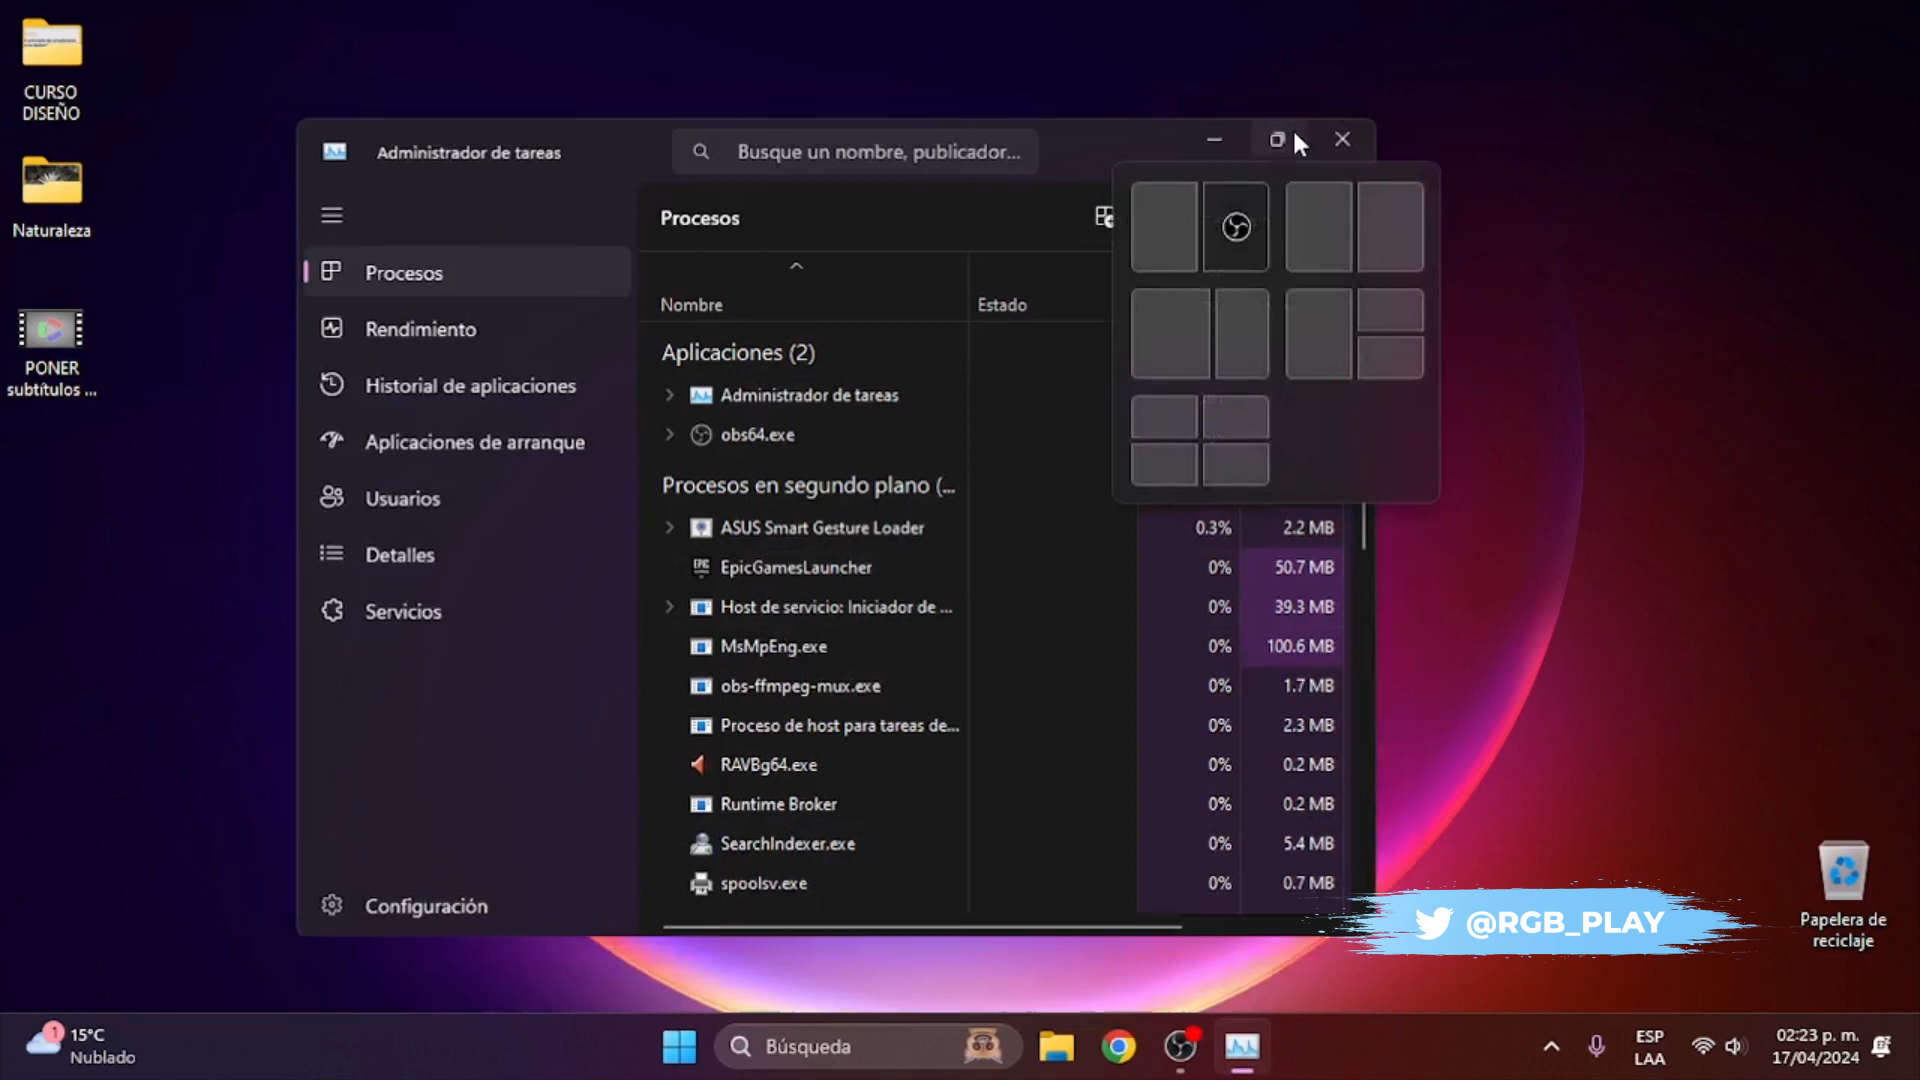 CURSO
DISEÑO
Naturaleza
PONER
subtítulos ...
Administrador de tareas
Busque un nombre, publicador...
Procesos
Rendimiento
Historial de aplicaciones
Aplicaciones de arranque
Usuarios
Detalles
Servicios
Configuración
Procesos
Nombre
Estado
Aplicaciones (2)
Administrador de tareas
obs64.exe
Procesos en segundo plano (...
ASUS Smart Gesture Loader 0.3% 2.2 MB
EpicGamesLauncher 0% 50.7 MB
Host de servicio: Iniciador de ... 0% 39.3 MB
MsMpEng.exe 0% 100.6 MB
obs-ffmpeg-mux.exe 0% 1.7 MB
Proceso de host para tareas de... 0% 2.3 MB
RAVBg64.exe 0% 0.2 MB
Runtime Broker 0% 0.2 MB
SearchIndexer.exe 0% 5.4 MB
spoolsv.exe 0% 0.7 MB
@RGB_PLAY
Papelera de
reciclaje
1
15°C
Nublado
Búsqueda
ESP
LAA
02:23 p. m.
17/04/2024